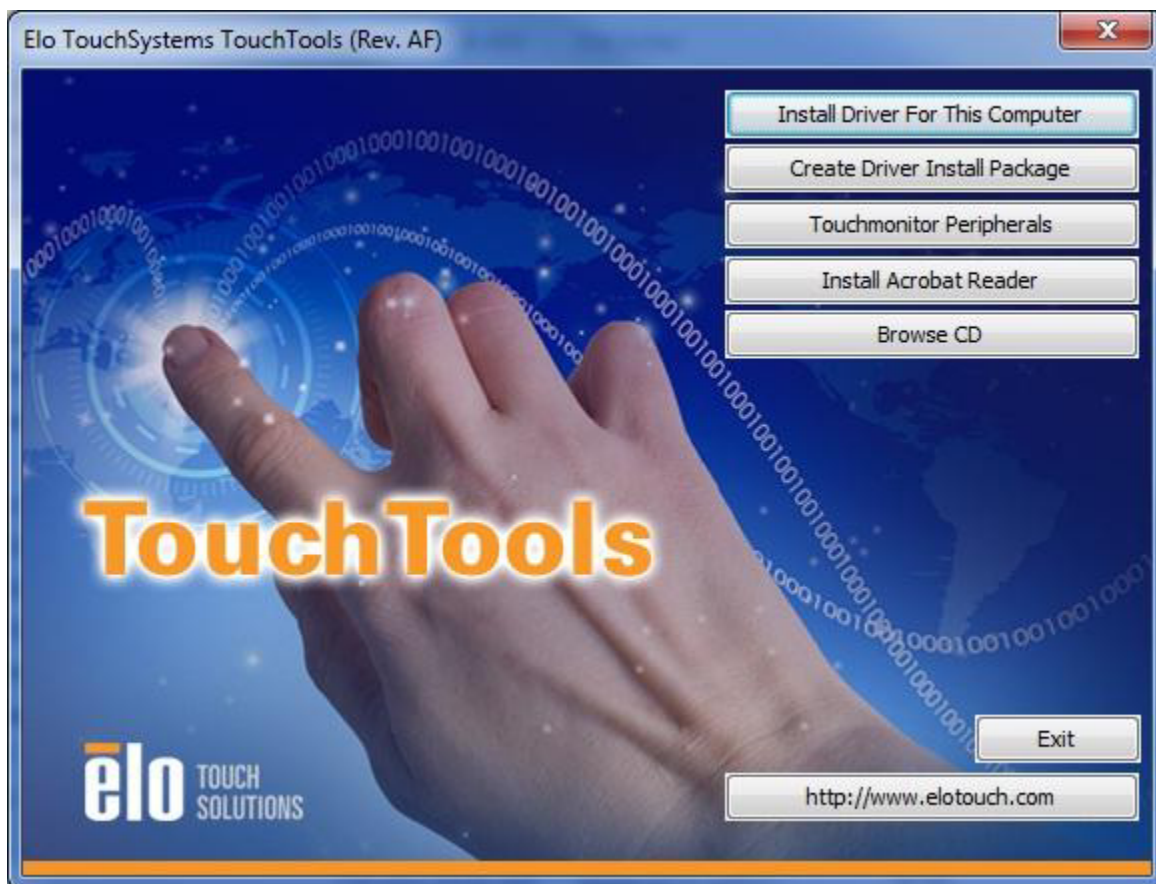 Elo TouchSystems TouchTools (Rev. AF)
Install Driver For This Computer
Create Driver Install Package
Touchmonitor Peripherals
Install Acrobat Reader
Browse CD
TouchTools
elo TOUCH
SOLUTIONS
Exit
http://www.elotouch.com